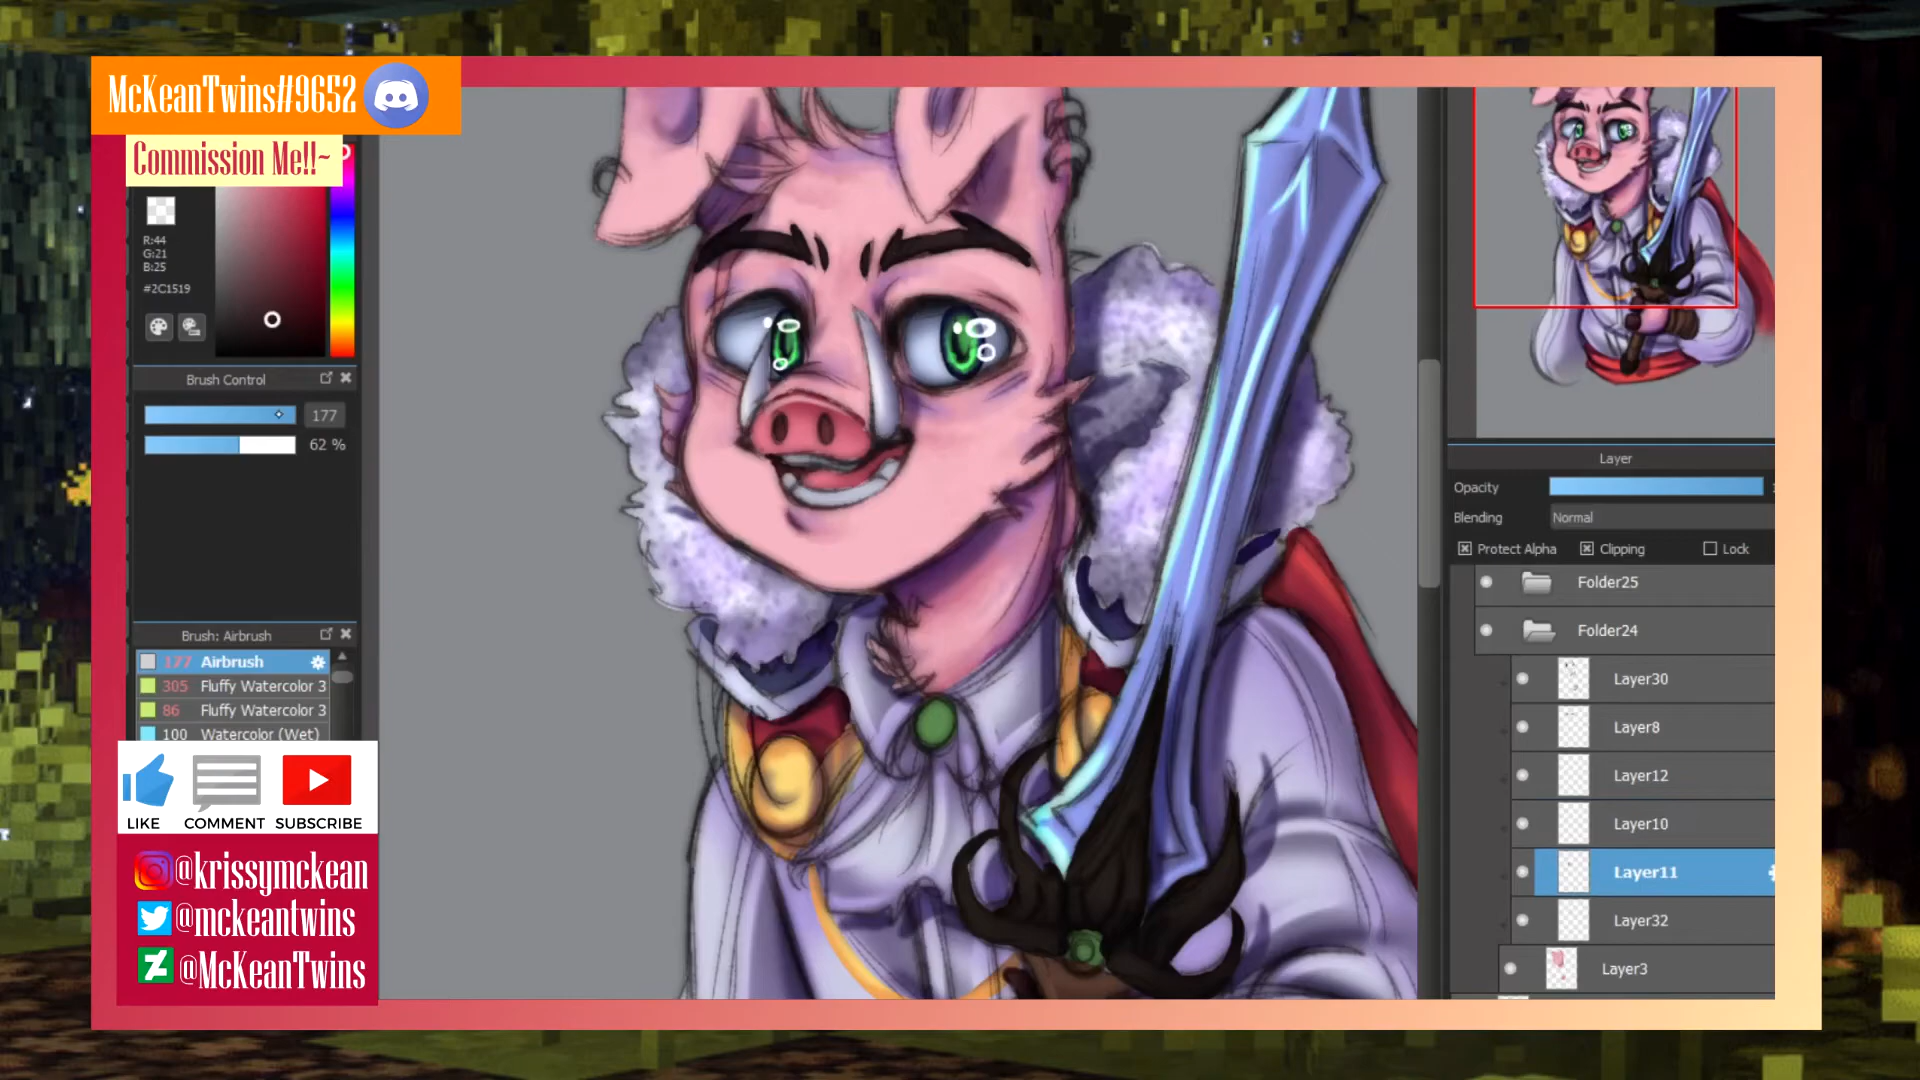 McKeanTwins#9652
Commission Me!!~
R:44
G:21
B:25
#2C1519
Brush Control
177
62 %
Brush: Airbrush
177 Airbrush
305 Fluffy Watercolor 3
86 Fluffy Watercolor 3
100 Watercolor (Wet)
LIKE COMMENT SUBSCRIBE
@krissymckean
@mckeantwins
@McKeanTwins
Layer
Opacity
Blending Normal
Protect Alpha Clipping Lock
Folder25
Folder24
Layer30
Layer8
Layer12
Layer10
Layer11
Layer32
Layer3